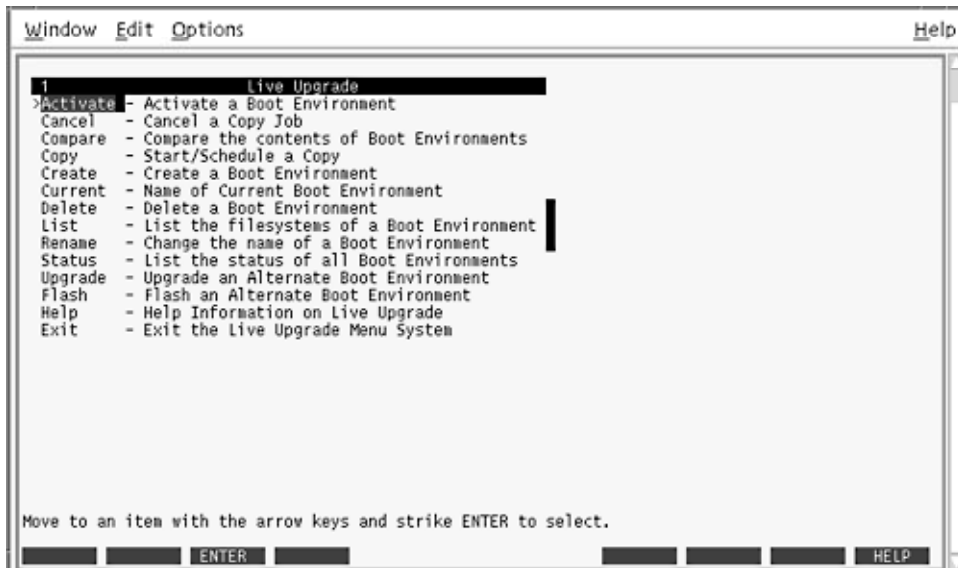 Window Edit Options Help
1 Live Upgrade
>Activate - Activate a Boot Environment
Cancel - Cancel a Copy Job
Compare - Compare the contents of Boot Environments
Copy - Start/Schedule a Copy
Create - Create a Boot Environment
Current - Name of Current Boot Environment
Delete - Delete a Boot Environment
List - List the filesystems of a Boot Environment
Rename - Change the name of a Boot Environment
Status - List the status of all Boot Environments
Upgrade - Upgrade an Alternate Boot Environment
Flash - Flash an Alternate Boot Environment
Help - Help Information on Live Upgrade
Exit - Exit the Live Upgrade Menu System
Move to an item with the arrow keys and strike ENTER to select.
ENTER HELP